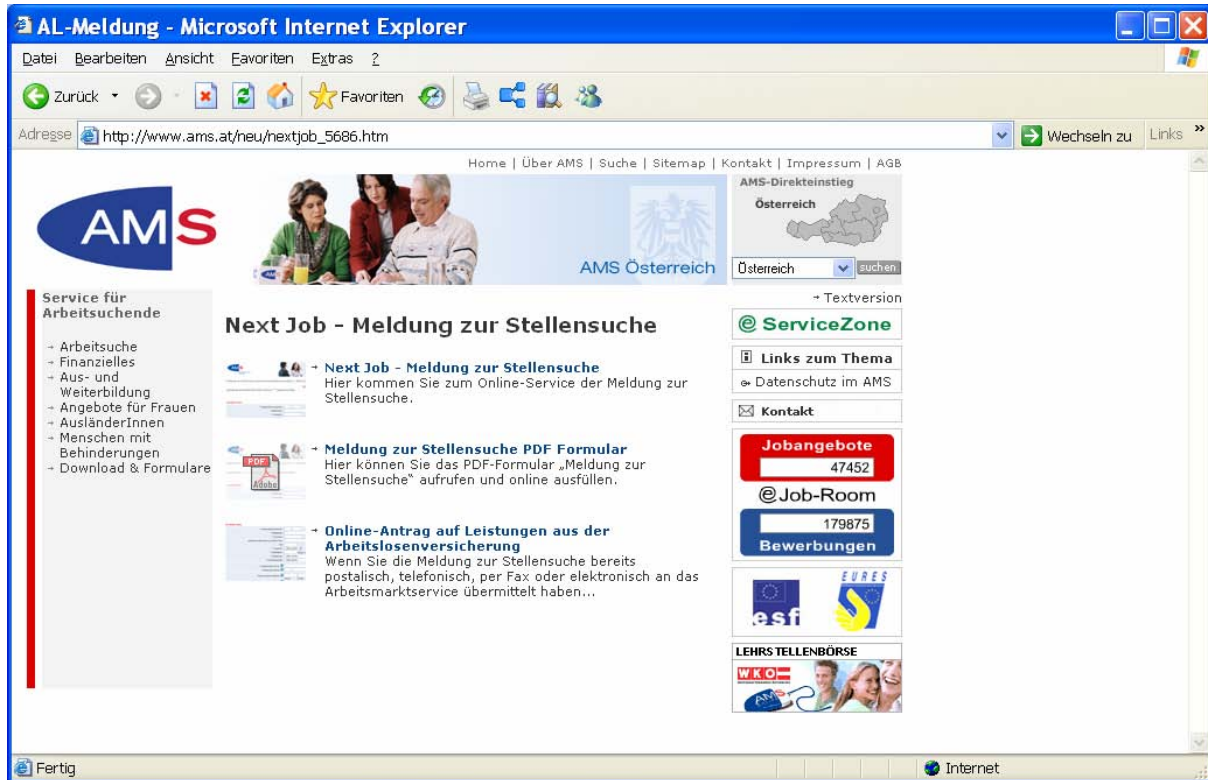 AL-Meldung - Microsoft Internet Explorer
Datei Bearbeiten Ansicht Favoriten Extras ?
Zurück Favoriten
Adresse http://www.ams.at/neu/nextjob_5686.htm Wechseln zu Links »
Home | Über AMS | Suche | Sitemap | Kontakt | Impressum | AGB
AMS
AMS Österreich
AMS-Direkteinstieg
Österreich
Österreich suchen
→ Textversion
Service für
Arbeitsuchende
→ Arbeitsuche
→ Finanzielles
→ Aus- und
Weiterbildung
→ Angebote für Frauen
→ AusländerInnen
→ Menschen mit
Behinderungen
→ Download & Formulare
Next Job - Meldung zur Stellensuche
→ Next Job - Meldung zur Stellensuche
Hier kommen Sie zum Online-Service der Meldung zur
Stellensuche.
PDF
Adobe
→ Meldung zur Stellensuche PDF Formular
Hier können Sie das PDF-Formular „Meldung zur
Stellensuche“ aufrufen und online ausfüllen.
→ Online-Antrag auf Leistungen aus der
Arbeitslosenversicherung
Wenn Sie die Meldung zur Stellensuche bereits
postalisch, telefonisch, per Fax oder elektronisch an das
Arbeitsmarktservice übermittelt haben...
@ ServiceZone
Links zum Thema
Datenschutz im AMS
Kontakt
Jobangebote
47452
@Job-Room
179875
Bewerbungen
esf
EURES
LEHRSTELLENBÖRSE
WKO
Fertig
Internet